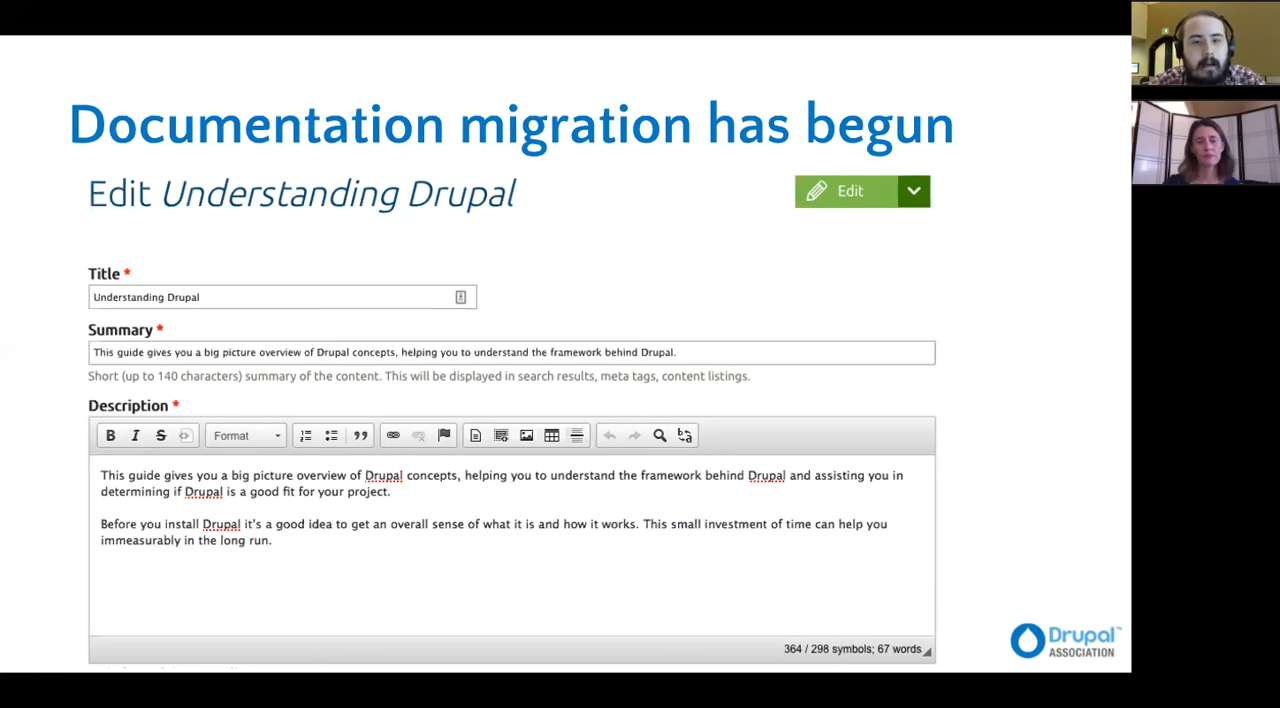 Documentation migration has begun
Edit Understanding Drupal
Edit
Title *
Understanding Drupal
Summary *
This guide gives you a big picture overview of Drupal concepts, helping you to understand the framework behind Drupal.
Short (up to 140 characters) summary of the content. This will be displayed in search results, meta tags, content listings.
Description *
B I S Format
This guide gives you a big picture overview of Drupal concepts, helping you to understand the framework behind Drupal and assisting you in
determining if Drupal is a good fit for your project.
Before you install Drupal it's a good idea to get an overall sense of what it is and how it works. This small investment of time can help you
immeasurably in the long run.
364 / 298 symbols; 67 words
Drupal™
ASSOCIATION